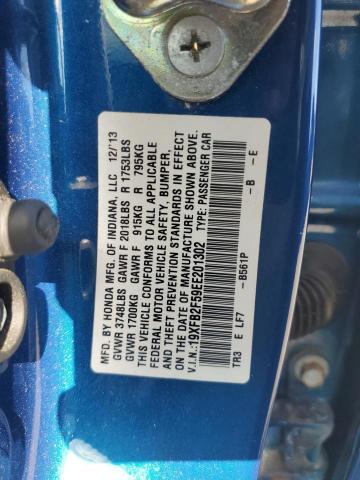 MFD. BY HONDA MFG. OF INDIANA, LLC 12/13
GVWR 3748LBS GAWR F 2018LBS R 1753LBS
GVWR 1700KG GAWR F 915KG R 795KG
THIS VEHICLE CONFORMS TO ALL APPLICABLE
FEDERAL MOTOR VEHICLE SAFETY, BUMPER,
AND THEFT PREVENTION STANDARDS IN EFFECT
ON THE DATE OF MANUFACTURE SHOWN ABOVE.
V.I.N.:19XFB2F59EE201302 TYPE: PASSENGER CAR
TR3 E LF7 -B561P -B -E